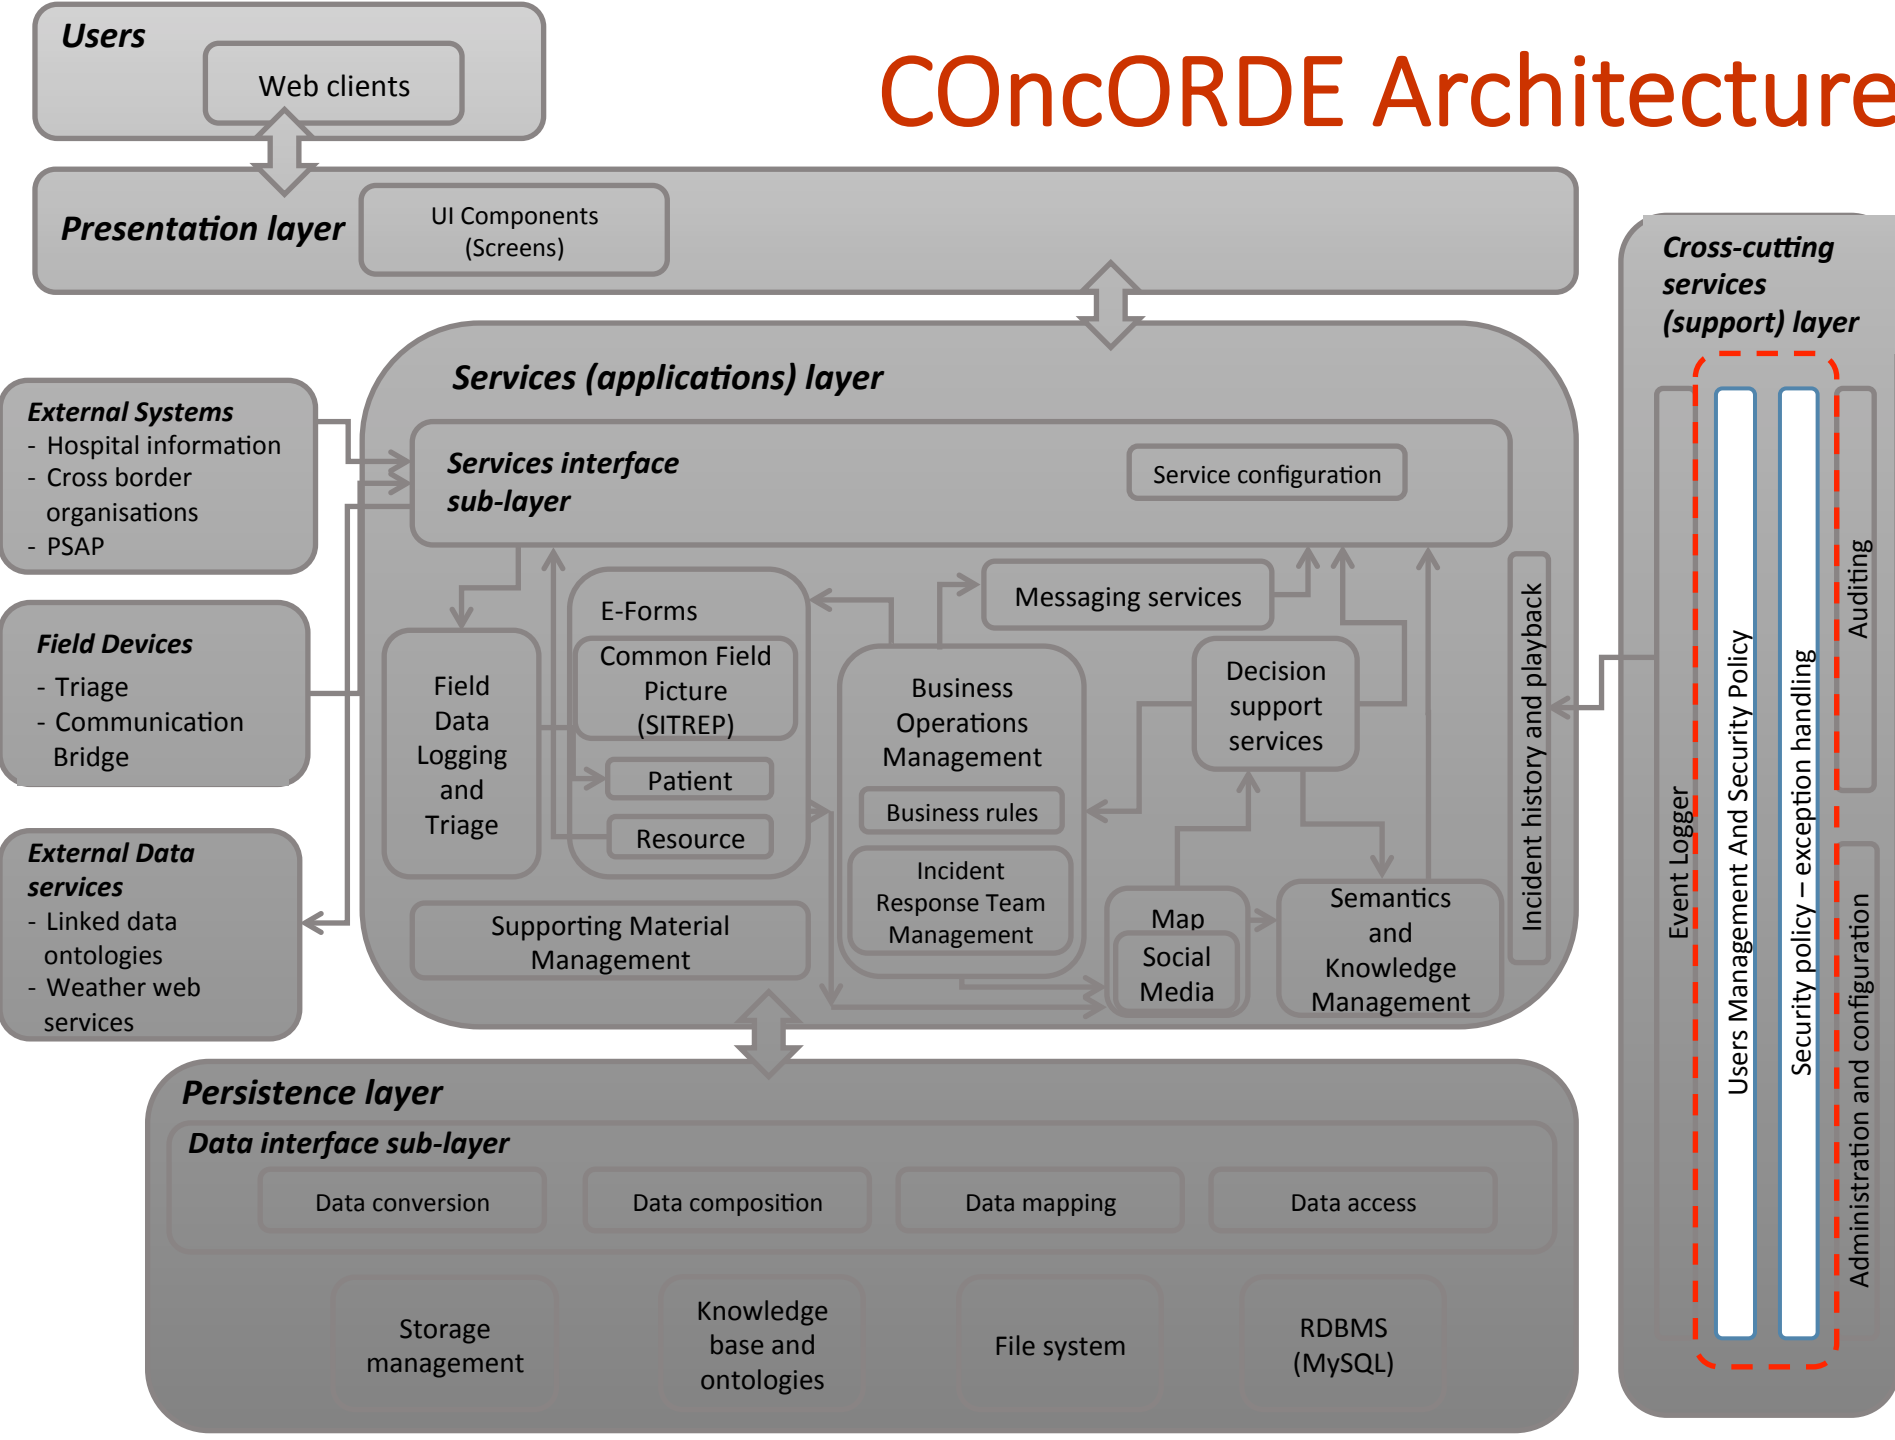 Users
Web clients
COncORDE Architecture
Presentation layer
UI Components
(Screens)
Cross-cutting
services
(support) layer
Services (applications) layer
External Systems
- Hospital information
- Cross border
organisations
- PSAP
Services interface
sub-layer
Service configuration
Field Devices
- Triage
- Communication
Bridge
External Data
services
- Linked data
ontologies
- Weather web
services
Field
Data
Logging
and
Triage
E-Forms
Common Field
Picture
(SITREP)
Patient
Resource
Supporting Material
Management
Messaging services
Business
Operations
Management
Business rules
Incident
Response Team
Management
Decision
support
services
Map
Social
Media
Semantics
and
Knowledge
Management
Incident history and playback
Event Logger
Users Management And Security Policy
Security policy – exception handling
Auditing
Administration and configuration
Persistence layer
Data interface sub-layer
Data conversion
Data composition
Data mapping
Data access
Storage
management
Knowledge
base and
ontologies
File system
RDBMS
(MySQL)